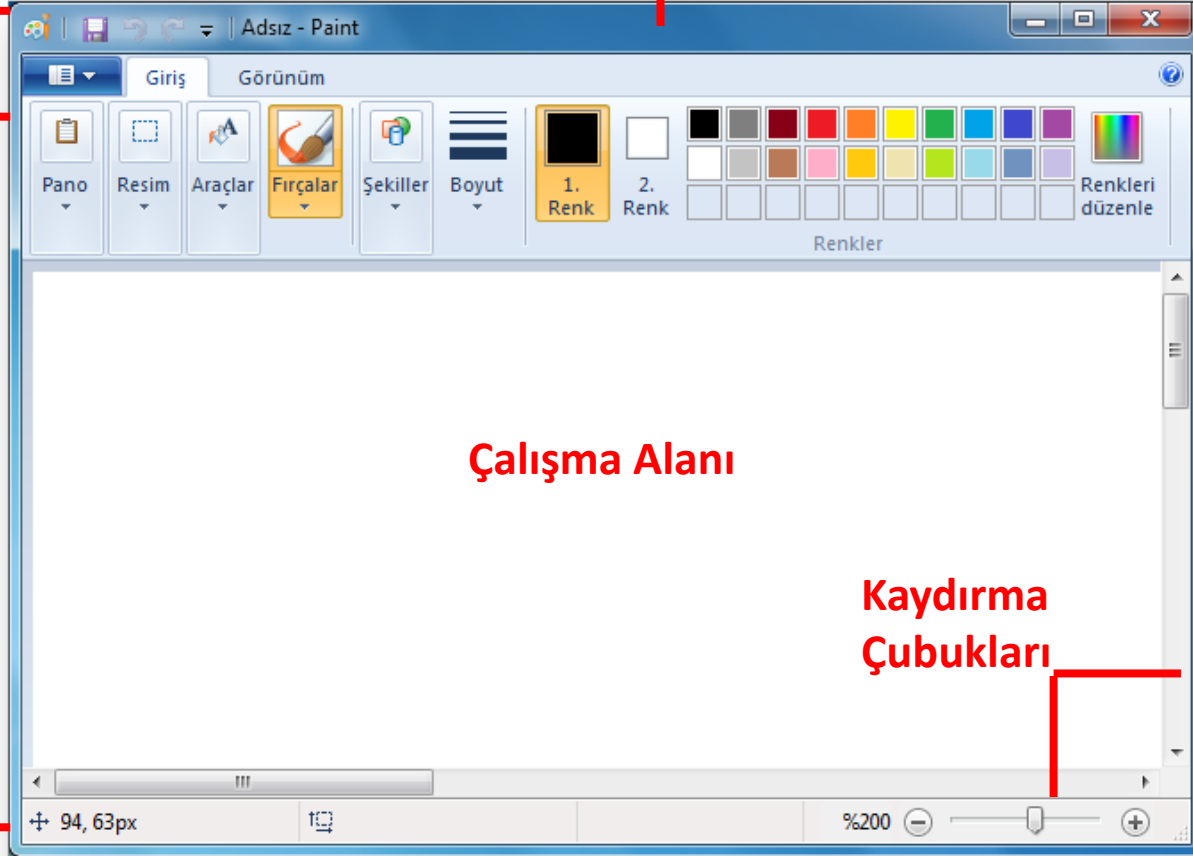 Adsız - Paint
Giriş Görünüm
Pano Resim Araçlar Fırçalar Şekiller Boyut 1. Renk 2. Renk Renkleri düzenle
Renkler
Çalışma Alanı
Kaydırma
Çubukları
94, 63px %200